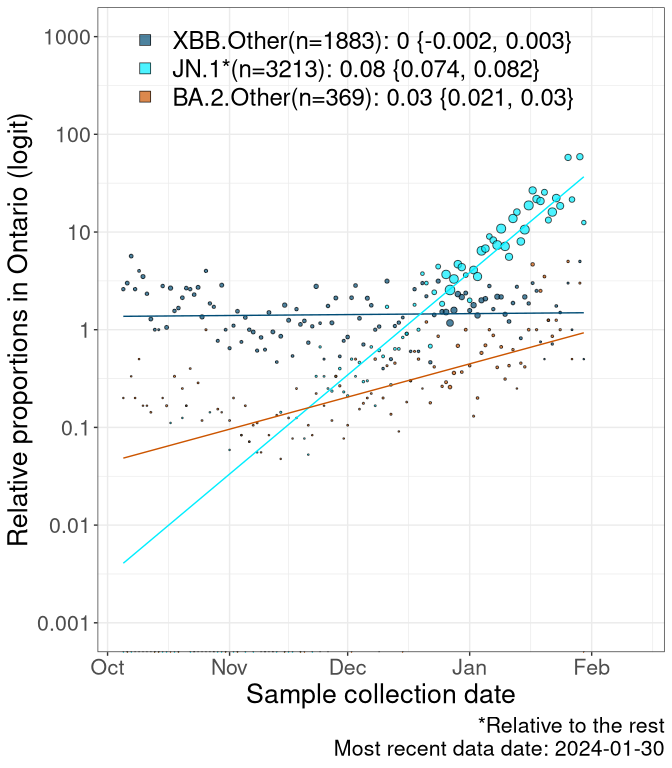 XBB.Other(n=1883): 0 {-0.002, 0.003}
JN.1*(n=3213): 0.08 {0.074, 0.082}
BA.2.Other(n=369): 0.03 {0.021, 0.03}
Relative proportions in Ontario (logit)
1000
100
10
1
0.1
0.01
0.001
Oct Nov Dec Jan Feb
Sample collection date
*Relative to the rest
Most recent data date: 2024-01-30